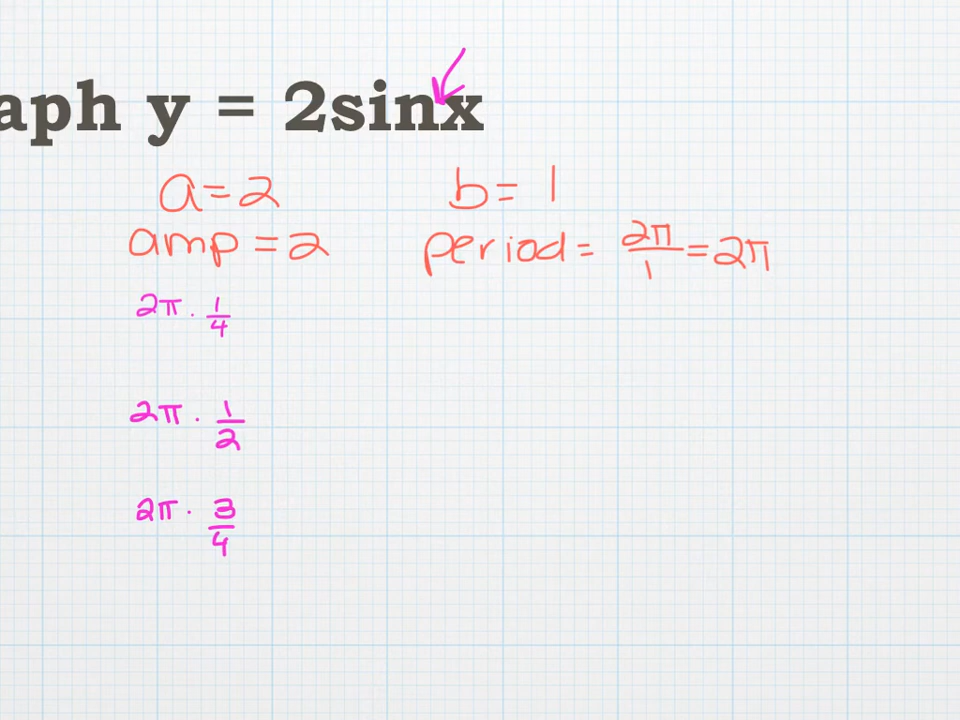 aph y = 2sinx
a = 2 b = 1
amp = 2 period = 2π/1 = 2π
2π · 1/4
2π · 1/2
2π · 3/4